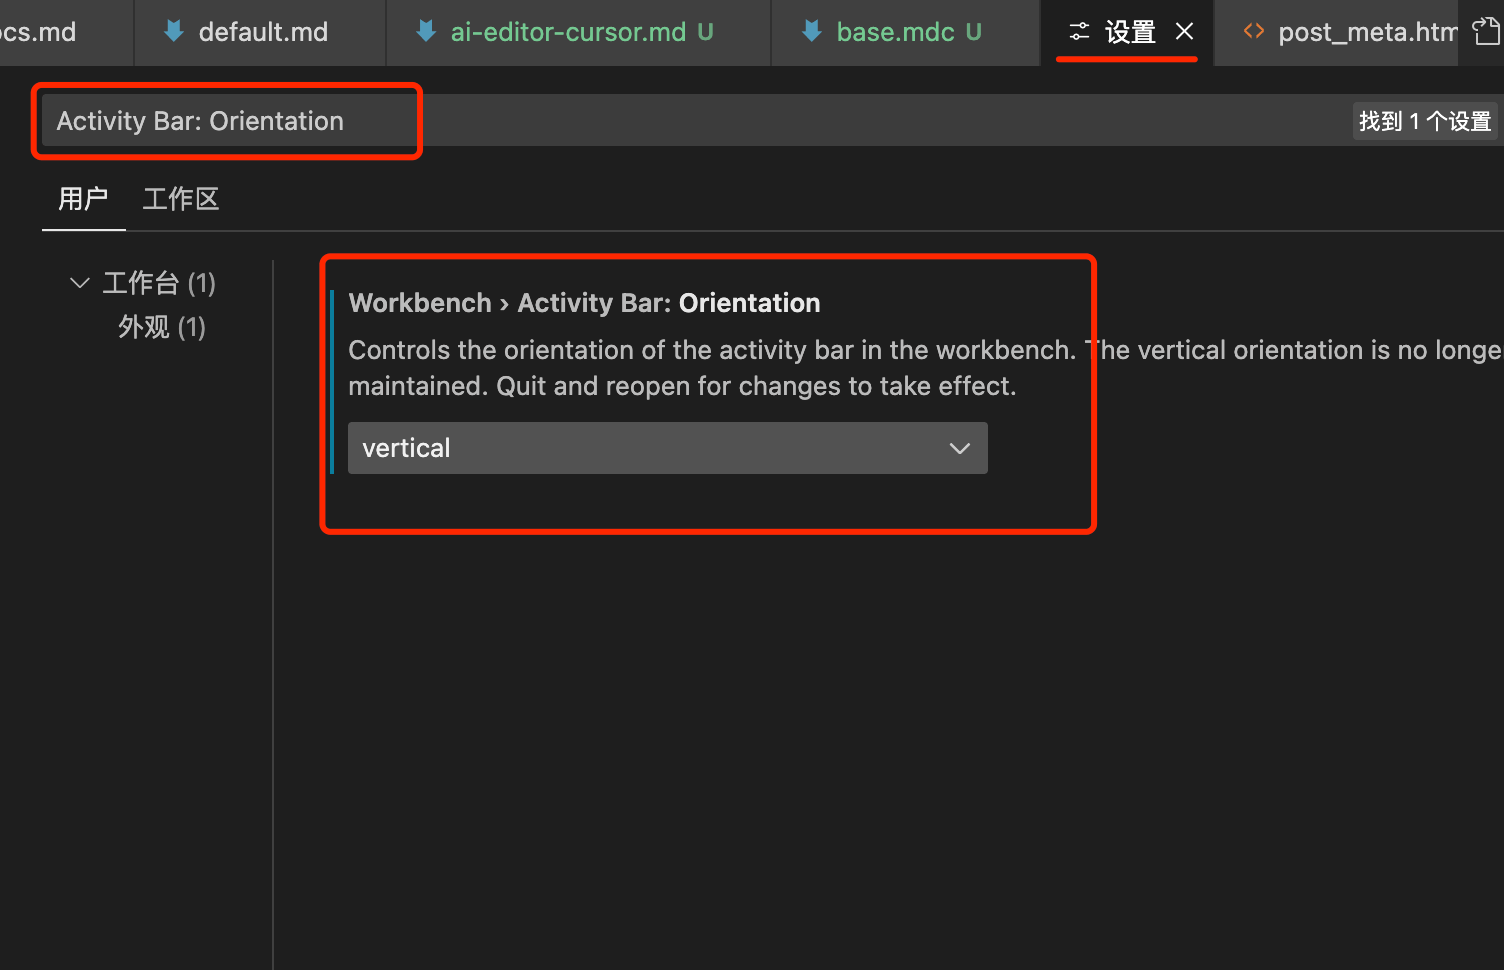 ocs.md default.md ai-editor-cursor.md U base.mdc U 设置 post_meta.htm
Activity Bar: Orientation 找到 1 个设置
用户 工作区
工作台 (1)
外观 (1)
Workbench › Activity Bar: Orientation
Controls the orientation of the activity bar in the workbench. The vertical orientation is no longe
maintained. Quit and reopen for changes to take effect.
vertical